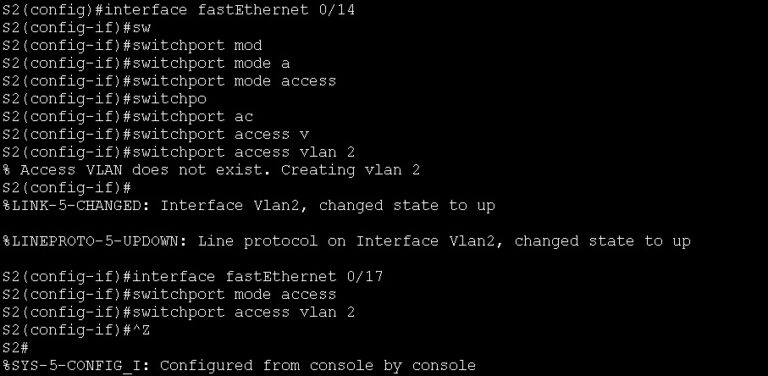 S2(config)#interface fastEthernet 0/14
S2(config-if)#sw
S2(config-if)#switchport mod
S2(config-if)#switchport mode a
S2(config-if)#switchport mode access
S2(config-if)#switchpo
S2(config-if)#switchport ac
S2(config-if)#switchport access v
S2(config-if)#switchport access vlan 2
% Access VLAN does not exist. Creating vlan 2
S2(config-if)#
%LINK-5-CHANGED: Interface Vlan2, changed state to up
%LINEPROTO-5-UPDOWN: Line protocol on Interface Vlan2, changed state to up
S2(config-if)#interface fastEthernet 0/17
S2(config-if)#switchport mode access
S2(config-if)#switchport access vlan 2
S2(config-if)#^Z
S2#
%SYS-5-CONFIG_I: Configured from console by console